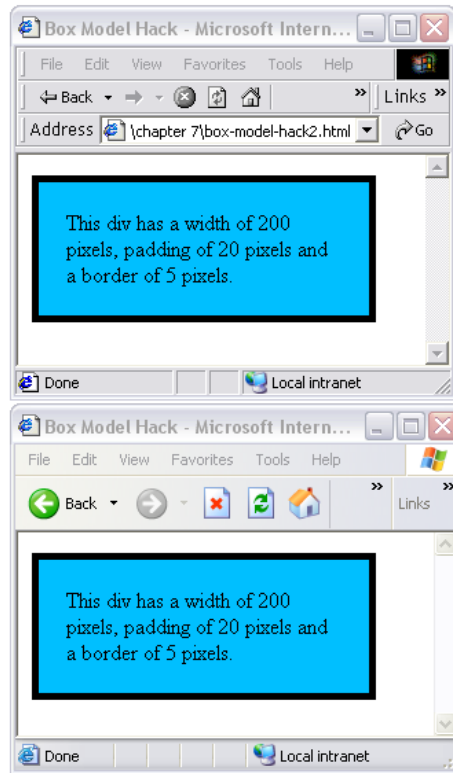 Box Model Hack - Microsoft Intern...
File Edit View Favorites Tools Help
Back » Links »
Address \chapter 7\box-model-hack2.html Go
This div has a width of 200
pixels, padding of 20 pixels and
a border of 5 pixels.
Done Local intranet
Box Model Hack - Microsoft Intern...
File Edit View Favorites Tools Help
Back » Links »
This div has a width of 200
pixels, padding of 20 pixels and
a border of 5 pixels.
Done Local intranet